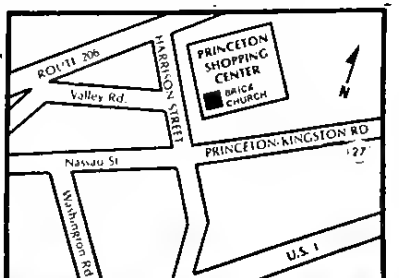 ROUTE 206
HARRISON STREET
PRINCETON
SHOPPING
CENTER
BRICK
CHURCH
N
Valley Rd.
PRINCETON-KINGSTON RD
27
Nassau St
Washington Rd
U.S. 1